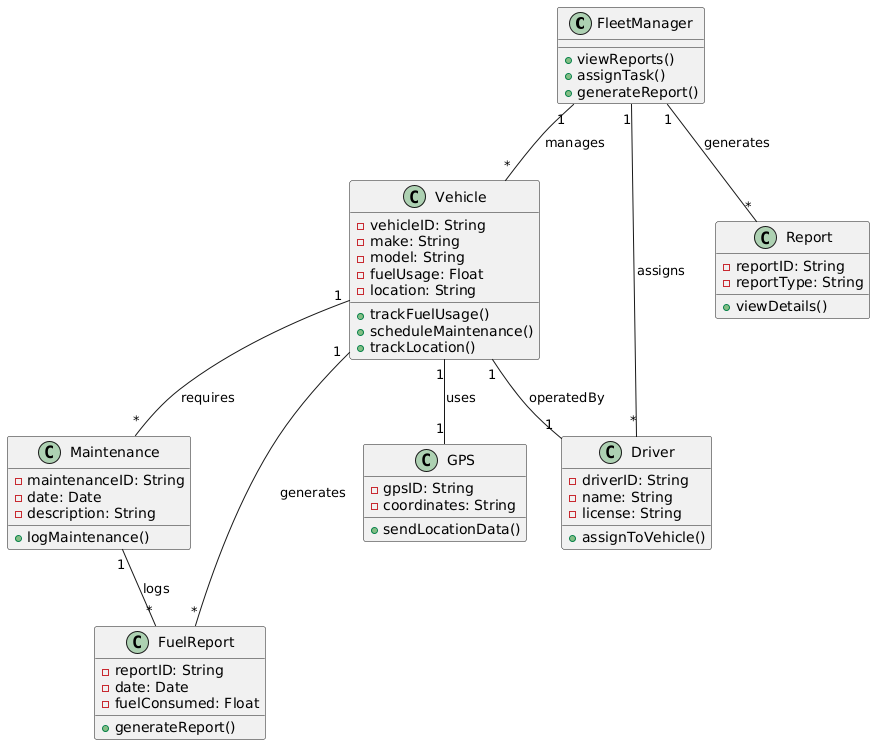 C FleetManager
viewReports()
assignTask()
generateReport()
1 1 1
manages
generates
*
*
C Vehicle
vehicleID: String
make: String
model: String
fuelUsage: Float
location: String
trackFuelUsage()
scheduleMaintenance()
trackLocation()
C Report
reportID: String
reportType: String
viewDetails()
assigns
1
1
1
1
requires
uses
operatedBy
*
1
1
*
C Maintenance
maintenanceID: String
date: Date
description: String
logMaintenance()
generates
C GPS
gpsID: String
coordinates: String
sendLocationData()
C Driver
driverID: String
name: String
license: String
assignToVehicle()
1
logs
*
*
C FuelReport
reportID: String
date: Date
fuelConsumed: Float
generateReport()